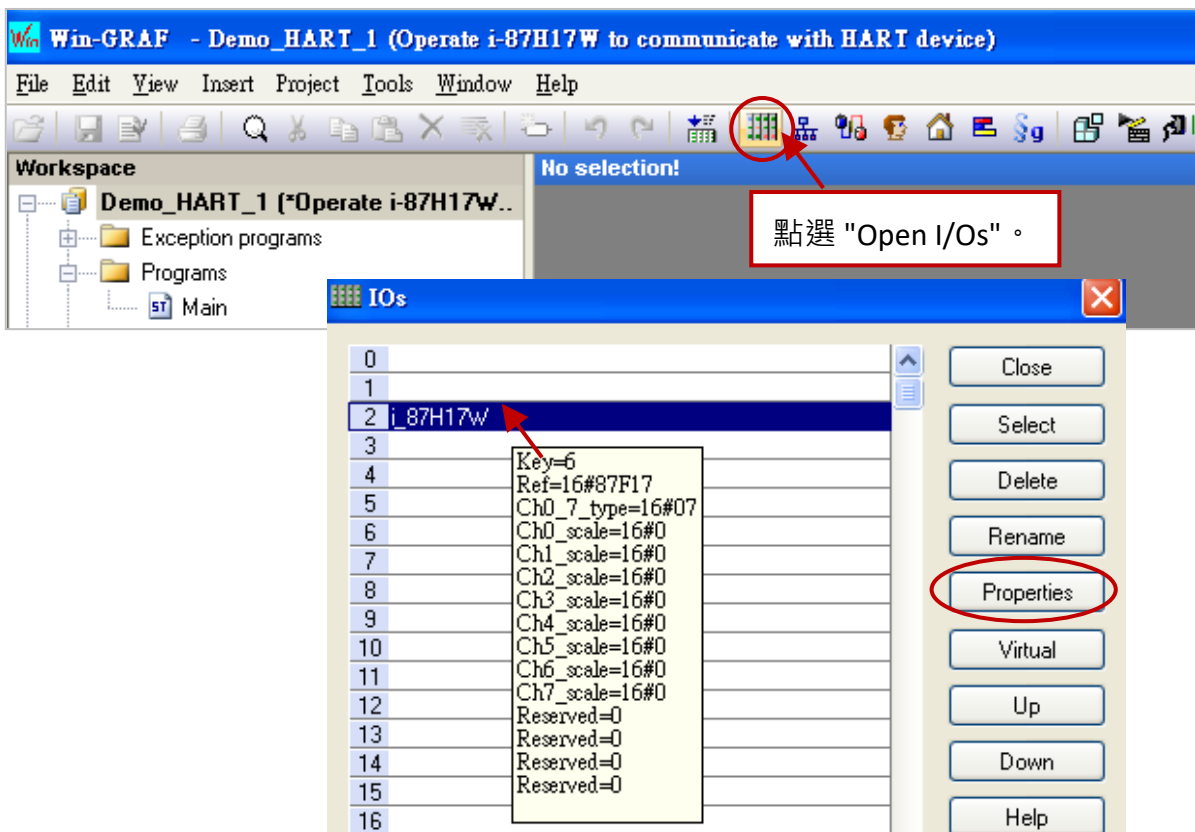 Win-GRAF - Demo_HART_1 (Operate i-87H17W to communicate with HART device)
File Edit View Insert Project Tools Window Help
Workspace
No selection!
Demo_HART_1 (*Operate i-87H17W..
Exception programs
Programs
ST Main
點選 "Open I/Os"。
IOs
0
1
2 i_87H17W
3
4
5
6
7
8
9
10
11
12
13
14
15
16
Key=6
Ref=16#87F17
Ch0_7_type=16#07
Ch0_scale=16#0
Ch1_scale=16#0
Ch2_scale=16#0
Ch3_scale=16#0
Ch4_scale=16#0
Ch5_scale=16#0
Ch6_scale=16#0
Ch7_scale=16#0
Reserved=0
Reserved=0
Reserved=0
Reserved=0
Close
Select
Delete
Rename
Properties
Virtual
Up
Down
Help